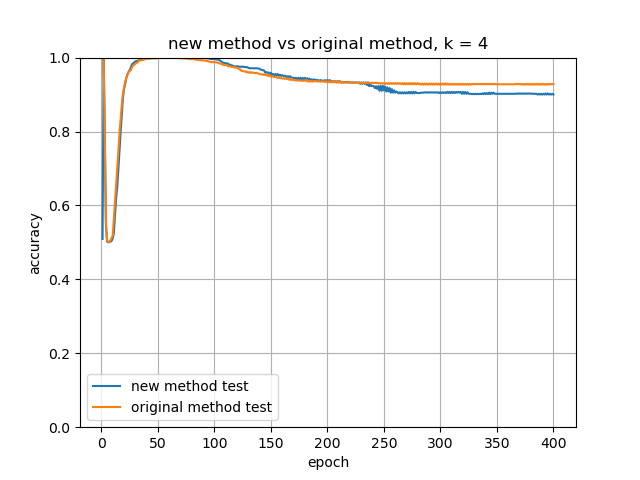 new method vs original method, k = 4
accuracy
1.0
0.8
0.6
0.4
0.2
0.0
new method test
original method test
0 50 100 150 200 250 300 350 400
epoch